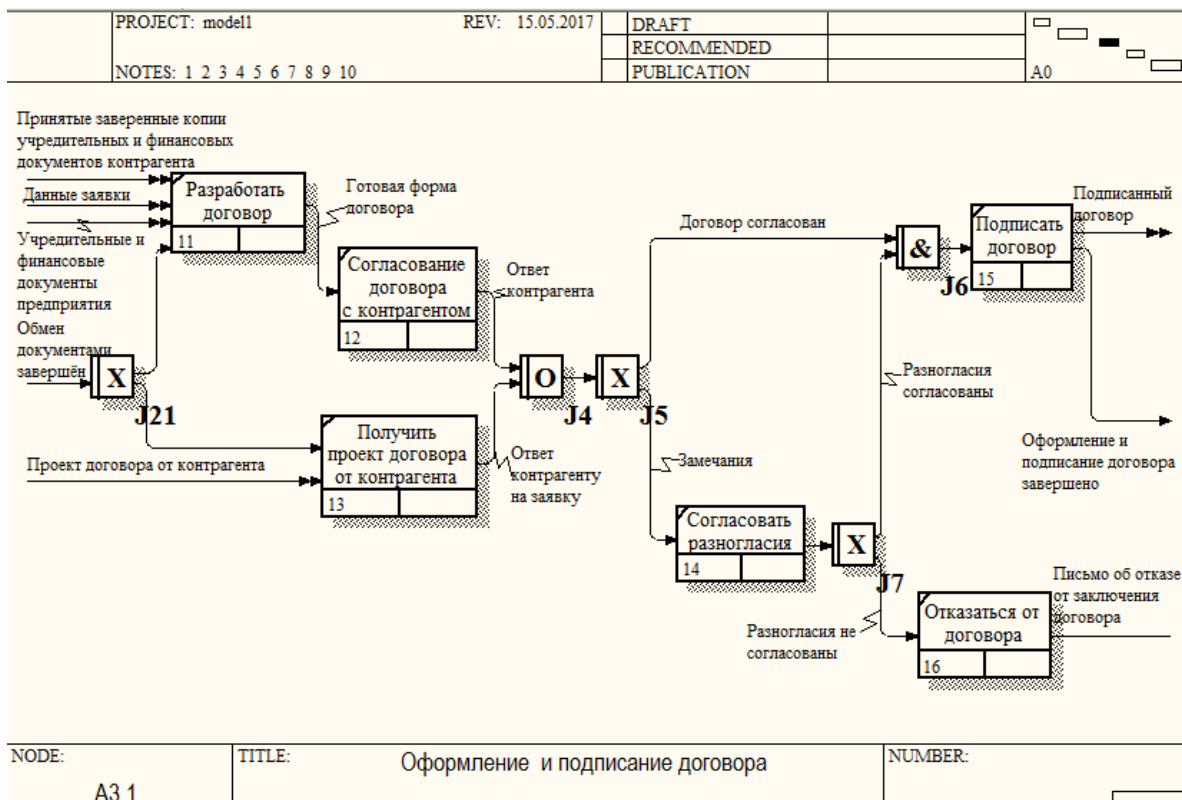 PROJECT: model1
REV: 15.05.2017
DRAFT
RECOMMENDED
NOTES: 1 2 3 4 5 6 7 8 9 10
PUBLICATION
A0
Принятые заверенные копии
учредительных и финансовых
документов контрагента
Данные заявки
Учредительные и
финансовые
документы
предприятия
Обмен
документами
завершён
X
J21
Проект договора от контрагента
Разработать
договор
11
Готовая форма
договора
Согласование
договора
с контрагентом
12
Ответ
контрагента
Получить
проект договора
от контрагента
13
Ответ
контрагенту
на заявку
O
J4
X
J5
Договор согласован
Замечания
Согласовать
разногласия
14
X
J7
Разногласия
согласованы
Разногласия не
согласованы
&
J6
Подписать
договор
15
Подписанный
договор
Оформление и
подписание договора
завершено
Отказаться от
договора
16
Письмо об отказе
от заключения
договора
NODE:
A3.1
TITLE:
Оформление и подписание договора
NUMBER: